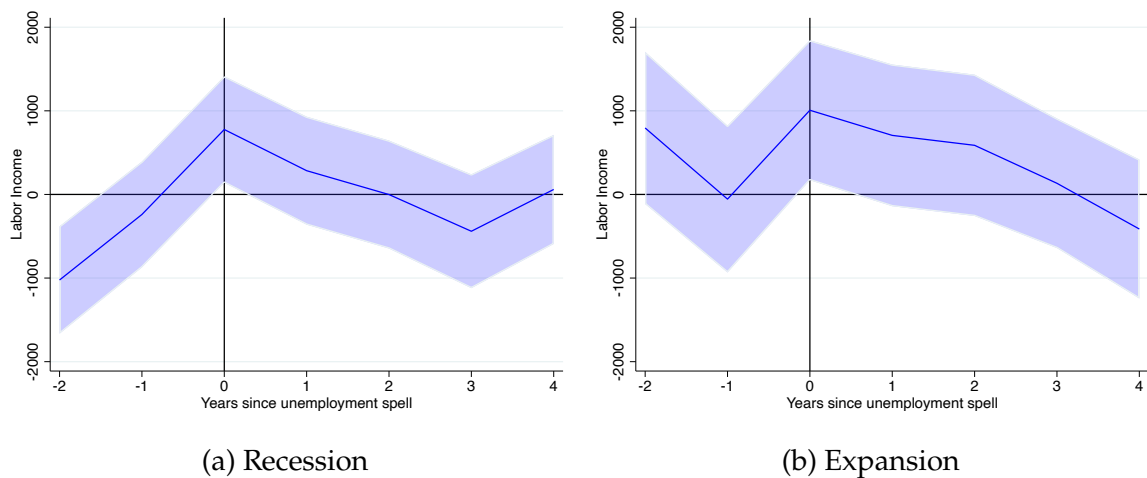 2000
1000
0
-1000
-2000
Labor Income
-2 -1 0 1 2 3 4
Years since unemployment spell
(a) Recession
2000
1000
0
-1000
-2000
Labor Income
-2 -1 0 1 2 3 4
Years since unemployment spell
(b) Expansion